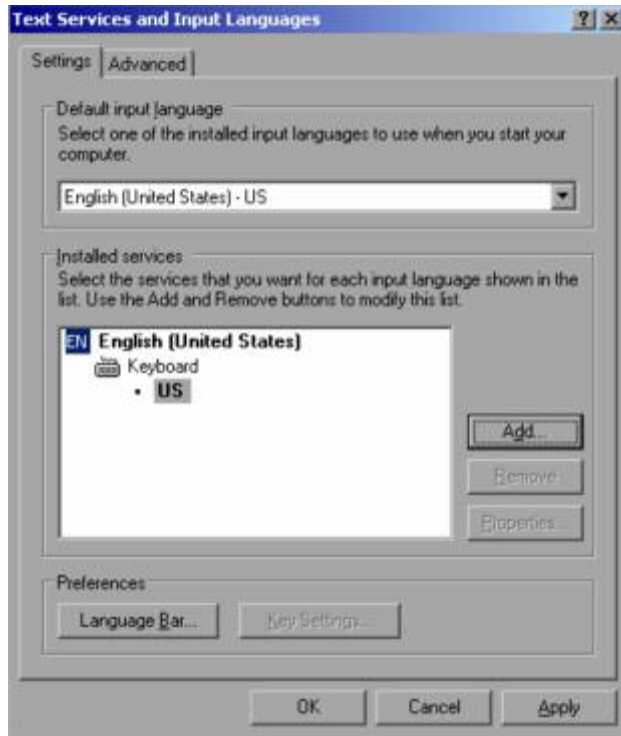 Text Services and Input Languages
Settings
Advanced
Default input language
Select one of the installed input languages to use when you start your
computer.
English (United States) - US
Installed services
Select the services that you want for each input language shown in the
list. Use the Add and Remove buttons to modify this list.
EN English (United States)
Keyboard
• US
Add...
Remove
Properties...
Preferences
Language Bar...
Key Settings...
OK
Cancel
Apply